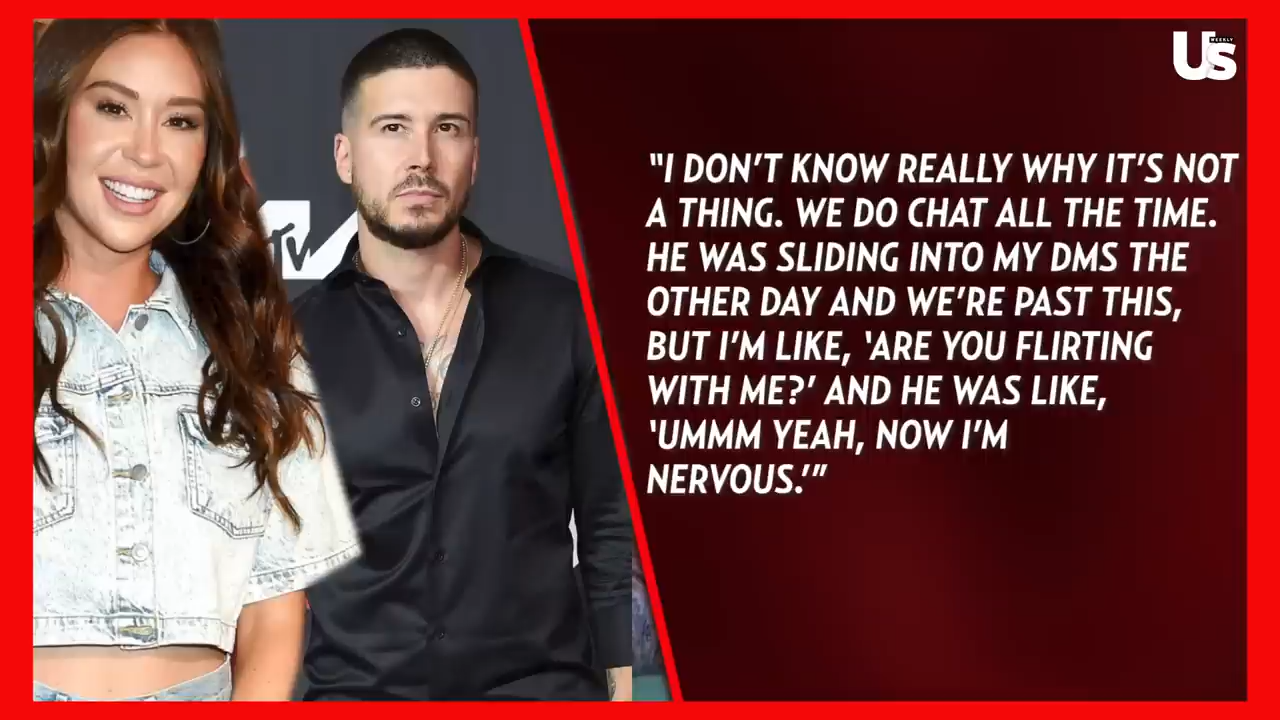 Us
WEEKLY
TV
“I DON’T KNOW REALLY WHY IT’S NOT
A THING. WE DO CHAT ALL THE TIME.
HE WAS SLIDING INTO MY DMS THE
OTHER DAY AND WE’RE PAST THIS,
BUT I’M LIKE, ‘ARE YOU FLIRTING
WITH ME?’ AND HE WAS LIKE,
‘UMMM YEAH, NOW I’M
NERVOUS.’”